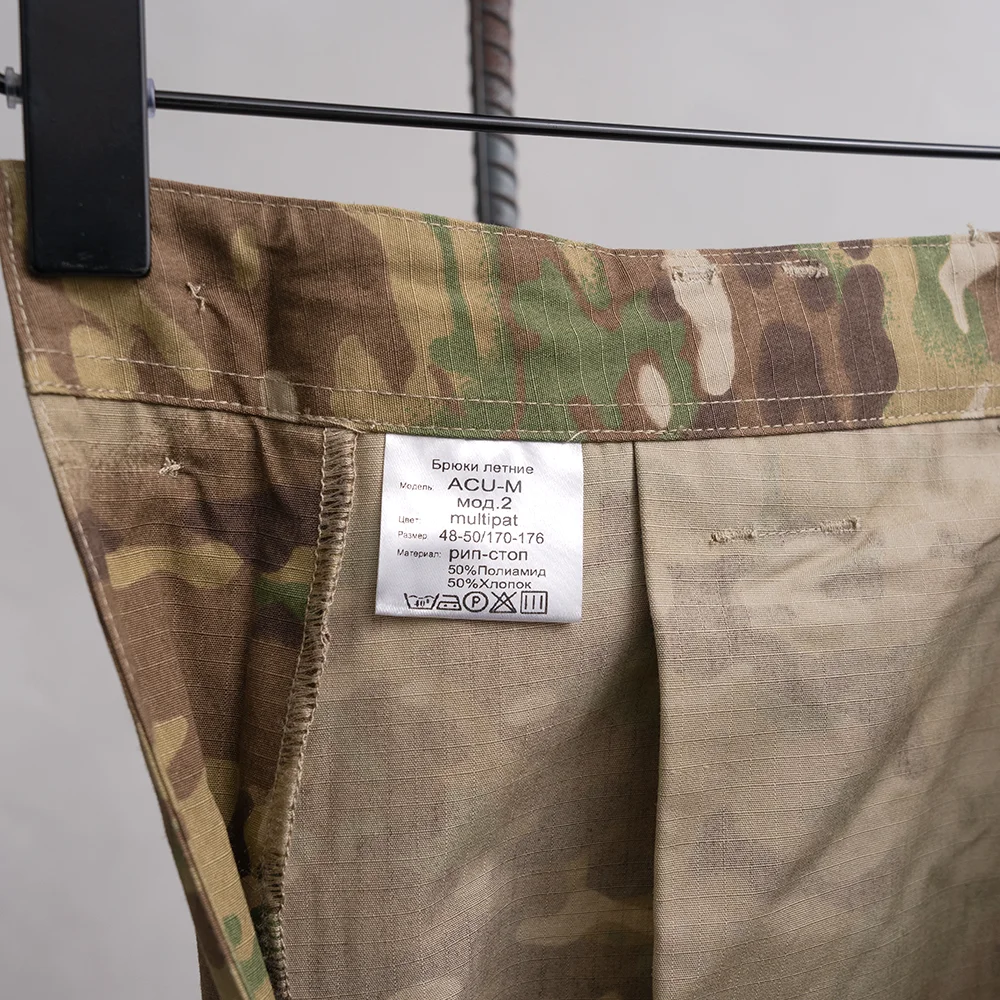 Брюки летние
Модель: ACU-M
мод.2
Цвет: multipat
Размер: 48-50/170-176
Материал: рип-стоп
50%Полиамид
50%Хлопок
40° P